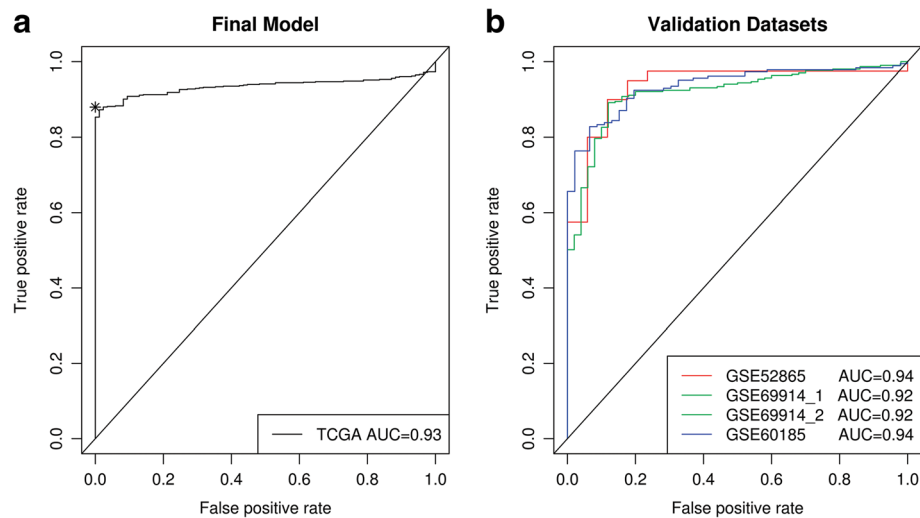 a
Final Model
True positive rate
1.0
0.8
0.6
0.4
0.2
0.0
TCGA AUC=0.93
0.0 0.2 0.4 0.6 0.8 1.0
False positive rate
b
Validation Datasets
True positive rate
1.0
0.8
0.6
0.4
0.2
0.0
GSE52865 AUC=0.94
GSE69914_1 AUC=0.92
GSE69914_2 AUC=0.92
GSE60185 AUC=0.94
0.0 0.2 0.4 0.6 0.8 1.0
False positive rate